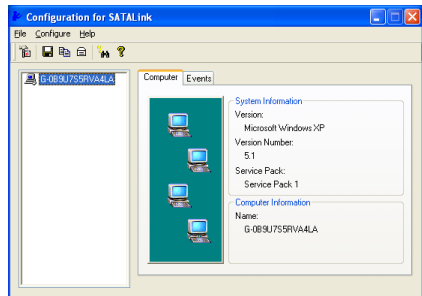 Configuration for SATALink
File Configure Help
G-0B9U7S5RVA4LA
Computer Events
System Information
Version:
Microsoft Windows XP
Version Number:
5.1
Service Pack:
Service Pack 1
Computer Information
Name:
G-0B9U7S5RVA4LA